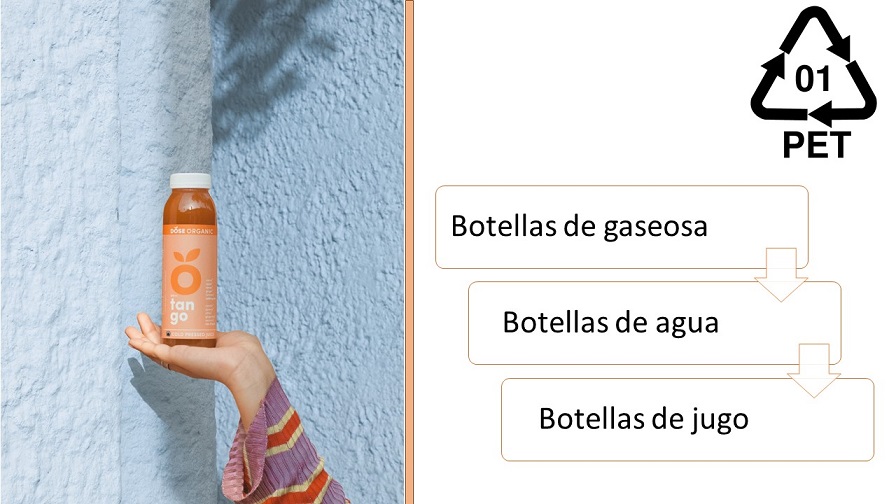 DOSE ORGANIC
tan
go
01
PET
Botellas de gaseosa
Botellas de agua
Botellas de jugo